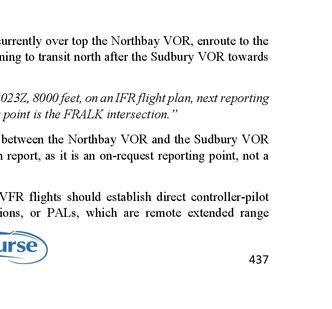 currently over top the Northbay VOR, enroute to the
ning to transit north after the Sudbury VOR towards
023Z, 8000 feet, on an IFR flight plan, next reporting
point is the FRALK intersection.”
between the Northbay VOR and the Sudbury VOR
report, as it is an on-request reporting point, not a
VFR flights should establish direct controller-pilot
ions, or PALs, which are remote extended range
urse
437